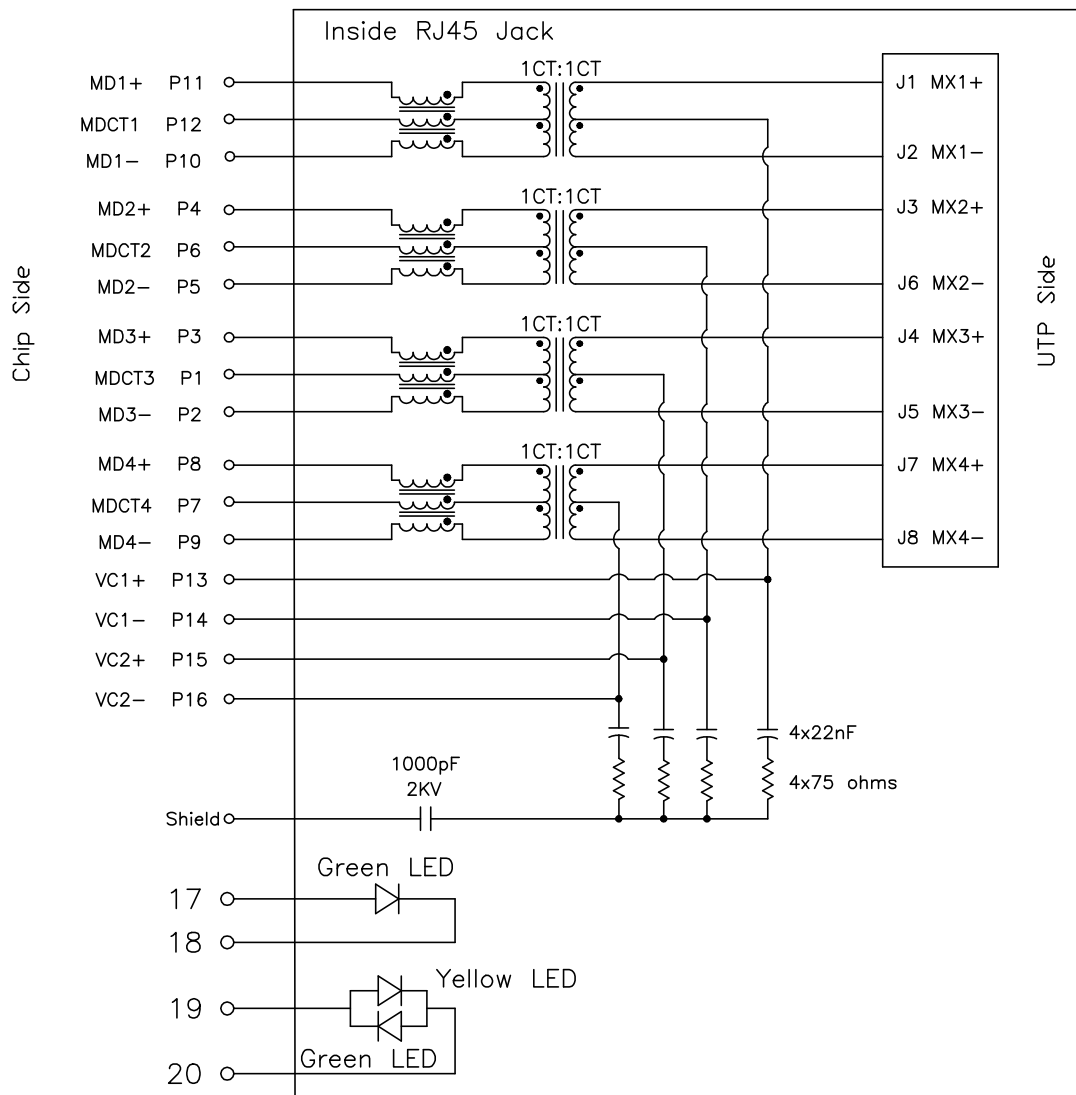 Inside RJ45 Jack
Chip Side
UTP Side
MD1+ P11
MDCT1 P12
MD1- P10
1CT:1CT
J1 MX1+
J2 MX1-
MD2+ P4
MDCT2 P6
MD2- P5
1CT:1CT
J3 MX2+
J6 MX2-
MD3+ P3
MDCT3 P1
MD3- P2
1CT:1CT
J4 MX3+
J5 MX3-
MD4+ P8
MDCT4 P7
MD4- P9
1CT:1CT
J7 MX4+
J8 MX4-
VC1+ P13
VC1- P14
VC2+ P15
VC2- P16
4x22nF
4x75 ohms
1000pF
2KV
Shield
Green LED
17
18
Yellow LED
19
Green LED
20